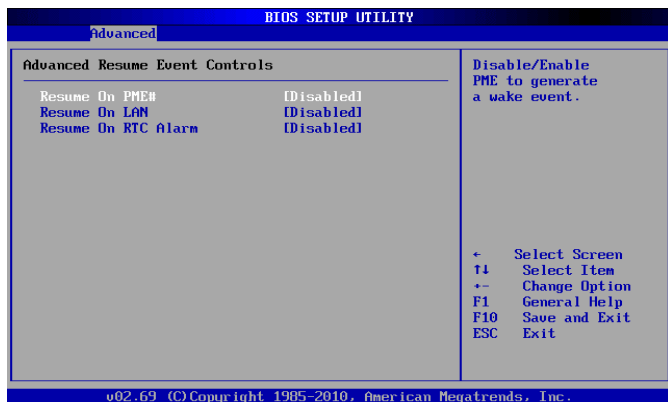 BIOS SETUP UTILITY
Advanced
Advanced Resume Event Controls
Resume On PME# [Disabled]
Resume On LAN [Disabled]
Resume On RTC Alarm [Disabled]
Disable/Enable
PME to generate
a wake event.
← Select Screen
↑↓ Select Item
+- Change Option
F1 General Help
F10 Save and Exit
ESC Exit
v02.69 (C)Copyright 1985-2010, American Megatrends, Inc.